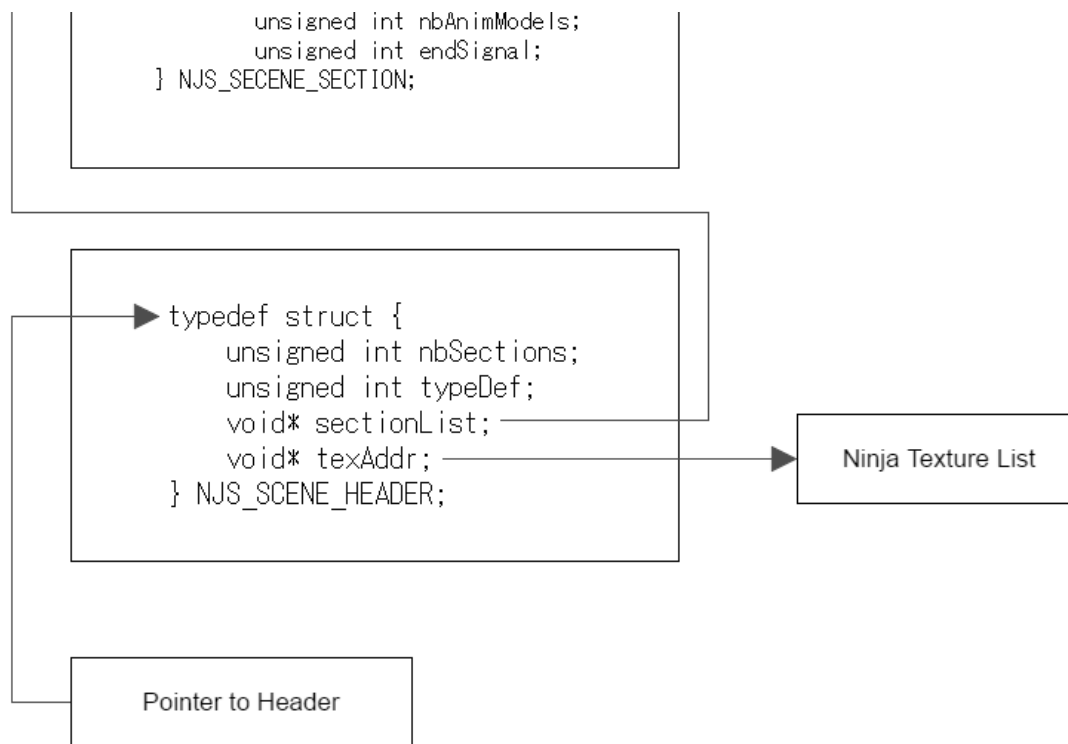 unsigned int nbAnimModels;
unsigned int endSignal;
} NJS_SECENE_SECTION;
typedef struct {
unsigned int nbSections;
unsigned int typeDef;
void* sectionList;
void* texAddr;
} NJS_SCENE_HEADER;
Ninja Texture List
Pointer to Header